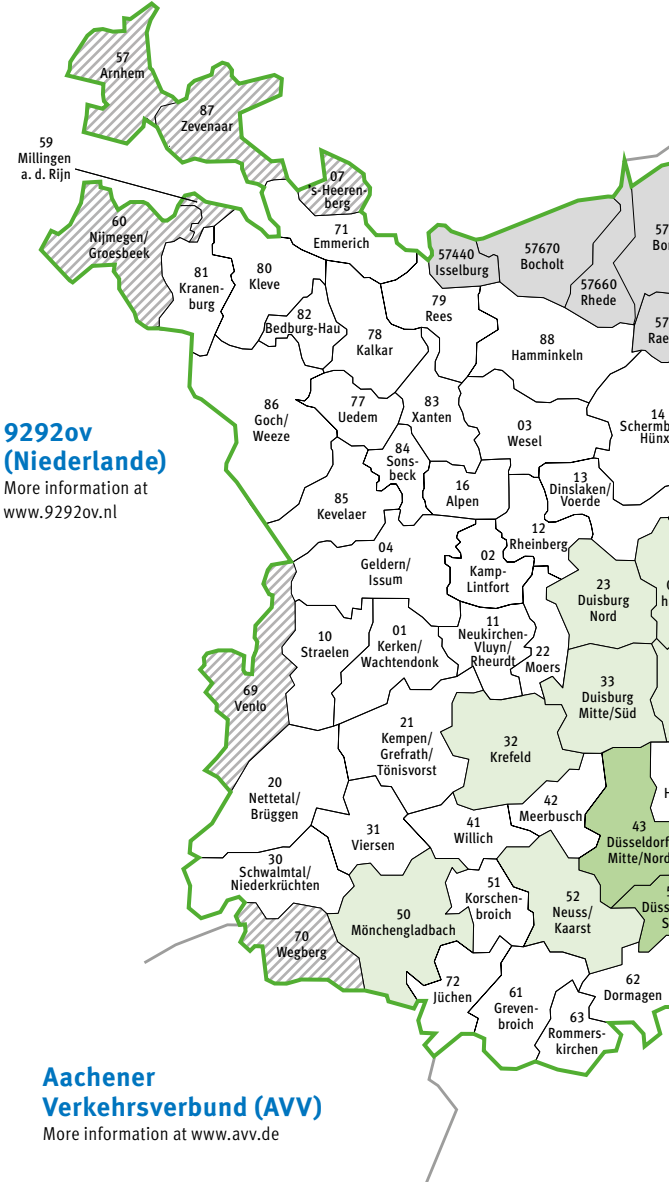 57
Arnhem
87
Zevenaar
59
Millingen
a. d. Rijn
07
's-Heeren-
berg
60
Nijmegen/
Groesbeek
71
Emmerich
81
Kranen-
burg
80
Kleve
57440
Isselburg
57670
Bocholt
57660
Rhede
82
Bedburg-Hau
79
Rees
78
Kalkar
88
Hamminkeln
86
Goch/
Weeze
77
Uedem
83
Xanten
03
Wesel
14
9292ov
(Niederlande)
More information at
www.9292ov.nl
84
Sons-
beck
85
Kevelaer
16
Alpen
13
Dinslaken/
Voerde
12
Rheinberg
04
Geldern/
Issum
02
Kamp-
Lintfort
23
Duisburg
Nord
10
Straelen
01
Kerken/
Wachtendonk
11
Neukirchen-
Vluyn/
Rheurdt
22
Moers
69
Venlo
33
Duisburg
Mitte/Süd
21
Kempen/
Grefrath/
Tönisvorst
32
Krefeld
20
Nettetal/
Brüggen
42
Meerbusch
31
Viersen
41
Willich
43
Düsseldorf
Mitte/Nord
30
Schwalmtal/
Niederkrüchten
51
Korschen-
broich
52
Neuss/
Kaarst
50
Mönchengladbach
70
Wegberg
72
Jüchen
61
Greven-
broich
62
Dormagen
63
Rommers-
kirchen
Aachener
Verkehrsverbund (AVV)
More information at www.avv.de